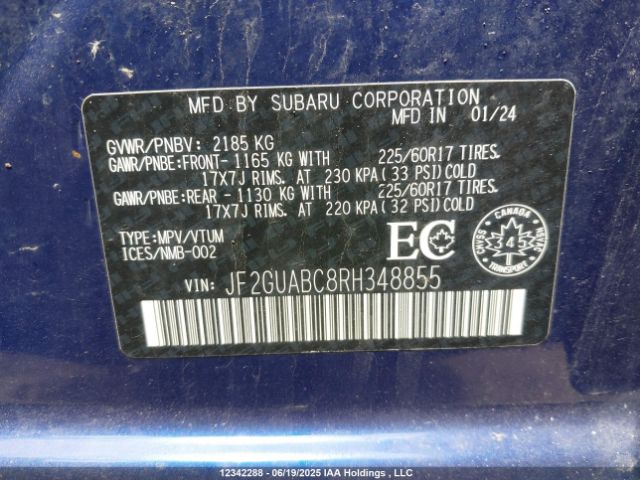 MFD BY SUBARU CORPORATION
MFD IN 01/24
GVWR/PNBV: 2185 KG
GAWR/PNBE:FRONT- 1165 KG WITH 225/60R17 TIRES.
17X7J RIMS. AT 230 KPA( 33 PSI)COLD
GAWR/PNBE:REAR - 1130 KG WITH 225/60R17 TIRES.
17X7J RIMS. AT 220 KPA( 32 PSI)COLD
TYPE:MPV/VTUM
ICES/NMB-002
EC
CANADA
345
TRANSPORT
VIN: JF2GUABC8RH348855
12342288 - 06/19/2025 IAA Holdings , LLC